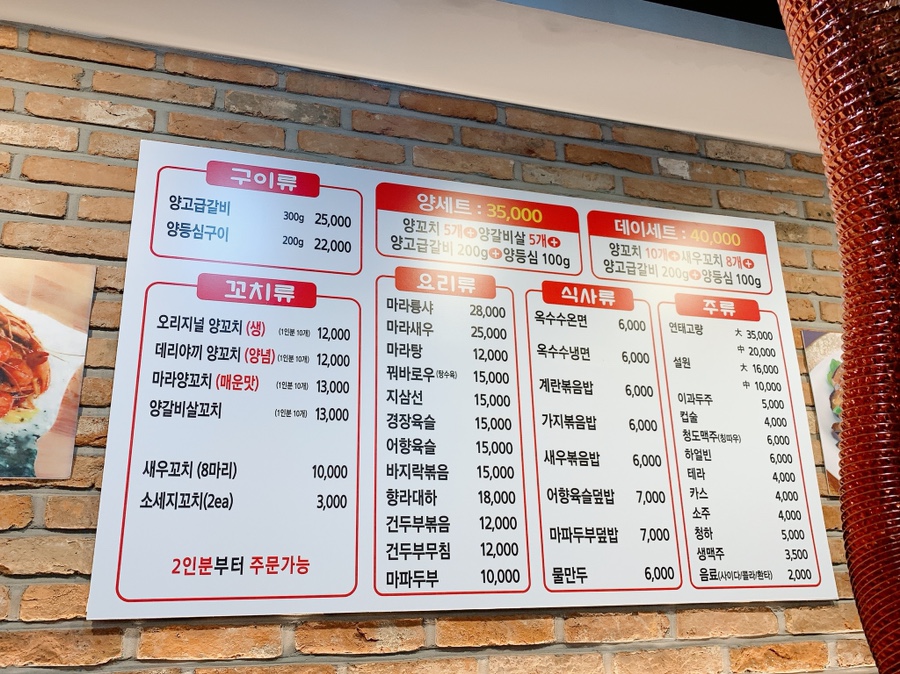 구이류
양고급갈비 300g 25,000
양등심구이 200g 22,000
양세트 : 35,000
양꼬치 5개+양갈비살 5개+
양고급갈비 200g+양등심 100g
데이세트 : 40,000
양꼬치 10개+새우꼬치 8개+
양고급갈비 200g+양등심 100g
꼬치류
오리지널 양꼬치 (생) (1인분 10개) 12,000
데리야끼 양꼬치 (양념) (1인분 10개) 12,000
마라양꼬치 (매운맛) (1인분 10개) 13,000
양갈비살꼬치 (1인분 10개) 13,000
새우꼬치 (8마리) 10,000
소세지꼬치(2ea) 3,000
2인분부터 주문가능
요리류
마라룽샤 28,000
마라새우 25,000
마라탕 12,000
꿔바로우(탕수육) 15,000
지삼선 15,000
경장육슬 15,000
어향육슬 15,000
바지락볶음 15,000
항라대하 18,000
건두부볶음 12,000
건두부무침 12,000
마파두부 10,000
식사류
옥수수온면 6,000
옥수수냉면 6,000
계란볶음밥 6,000
가지볶음밥 6,000
새우볶음밥 6,000
어향육슬덮밥 7,000
마파두부덮밥 7,000
물만두 6,000
주류
연태고량 大 35,000
中 20,000
설원 大 16,000
中 10,000
이과두주 5,000
컵술 4,000
청도맥주(칭따우) 6,000
하얼빈 6,000
테라 4,000
카스 4,000
소주 4,000
청하 5,000
생맥주 3,500
음료(사이다/콜라/환타) 2,000